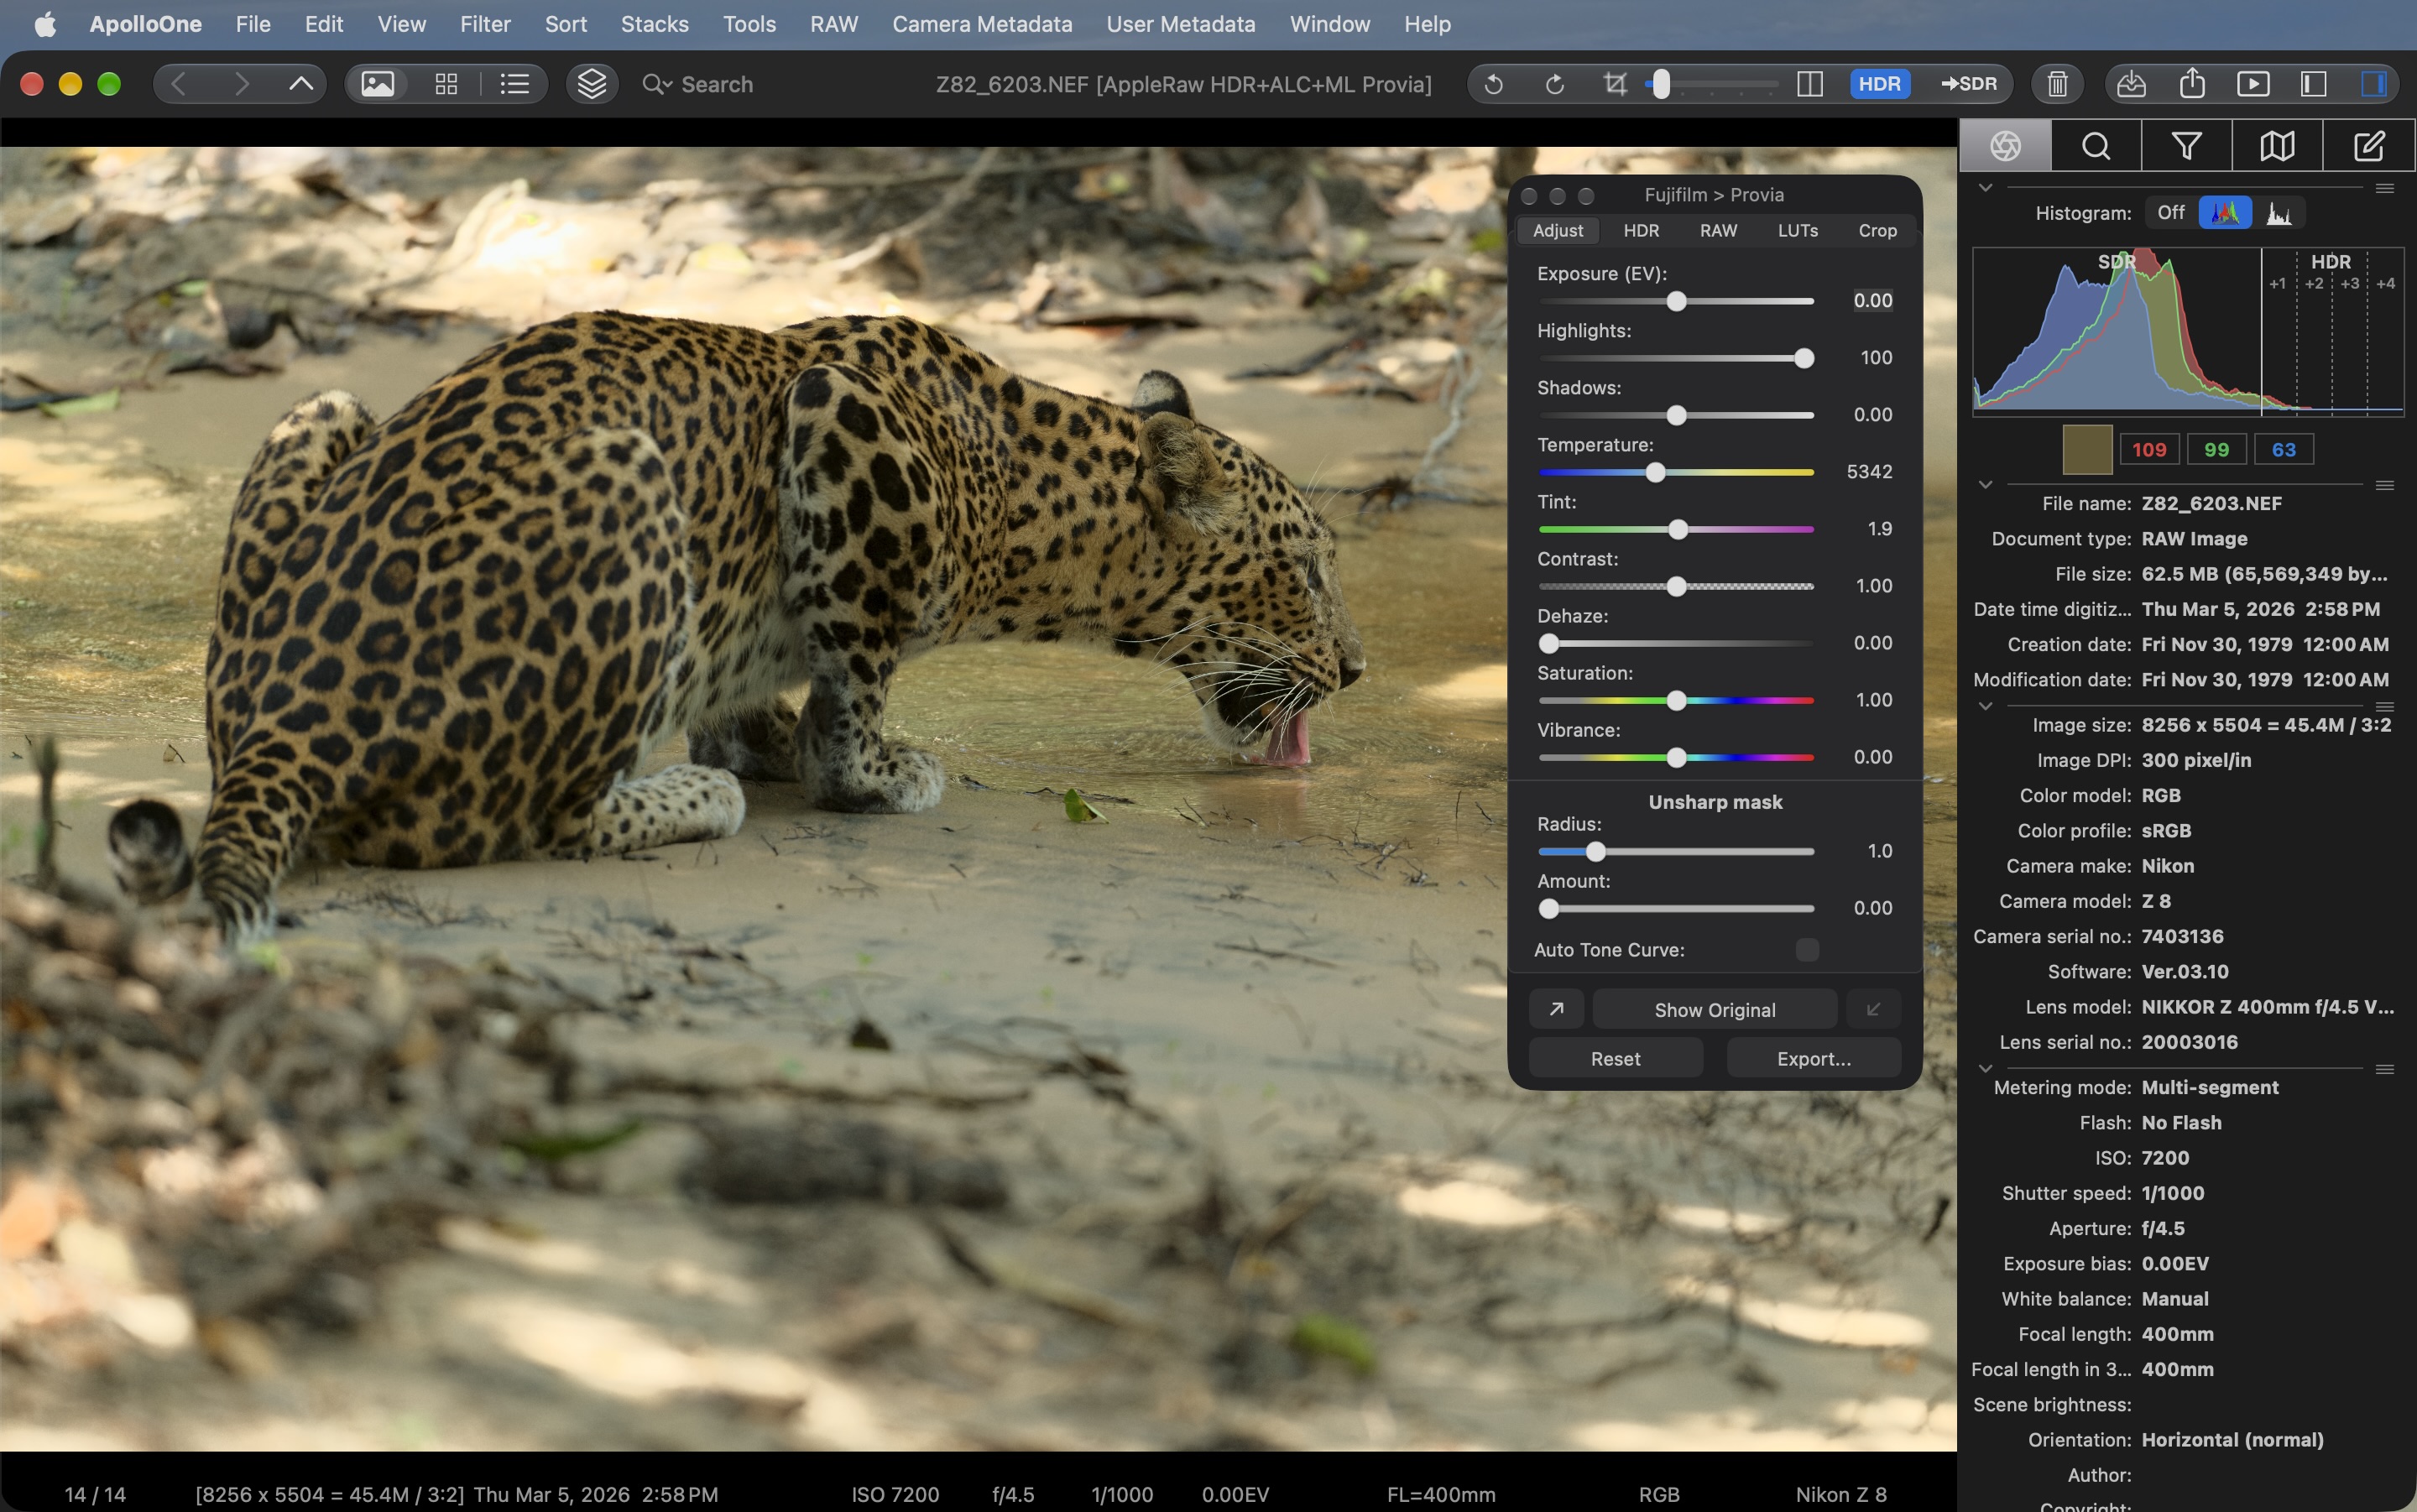 ApolloOne File Edit View Filter Sort Stacks Tools RAW Camera Metadata User Metadata Window Help
Search
Z82_6203.NEF [AppleRaw HDR+ALC+ML Provia]
HDR
→SDR
Fujifilm > Provia
Adjust HDR RAW LUTs Crop
Exposure (EV):
0.00
Highlights:
100
Shadows:
0.00
Temperature:
5342
Tint:
1.9
Contrast:
1.00
Dehaze:
0.00
Saturation:
1.00
Vibrance:
0.00
Unsharp mask
Radius:
1.0
Amount:
0.00
Auto Tone Curve:
Show Original
Reset
Export...
Histogram: Off
SDR HDR
+1 +2 +3 +4
109 99 63
File name: Z82_6203.NEF
Document type: RAW Image
File size: 62.5 MB (65,569,349 by...
Date time digitiz... Thu Mar 5, 2026 2:58 PM
Creation date: Fri Nov 30, 1979 12:00 AM
Modification date: Fri Nov 30, 1979 12:00 AM
Image size: 8256 x 5504 = 45.4M / 3:2
Image DPI: 300 pixel/in
Color model: RGB
Color profile: sRGB
Camera make: Nikon
Camera model: Z 8
Camera serial no.: 7403136
Software: Ver.03.10
Lens model: NIKKOR Z 400mm f/4.5 V...
Lens serial no.: 20003016
Metering mode: Multi-segment
Flash: No Flash
ISO: 7200
Shutter speed: 1/1000
Aperture: f/4.5
Exposure bias: 0.00EV
White balance: Manual
Focal length: 400mm
Focal length in 3... 400mm
Scene brightness:
Orientation: Horizontal (normal)
Author:
Copyright:
14 / 14 [8256 x 5504 = 45.4M / 3:2] Thu Mar 5, 2026 2:58 PM ISO 7200 f/4.5 1/1000 0.00EV FL=400mm RGB Nikon Z 8